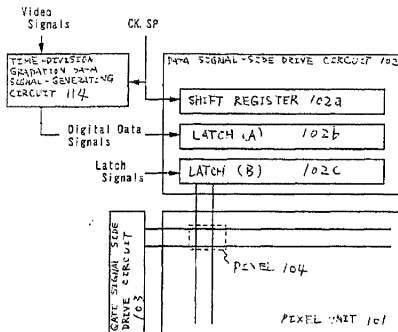 Video
Signals
CK, SP
TIME-DIVISION
GRADATION DATA
SIGNAL-GENERATING
CIRCUIT 114
DATA SIGNAL-SIDE DRIVE CIRCUIT 102
SHIFT REGISTER 102a
Digital Data
Signals
LATCH (A) 102b
Latch
Signals
LATCH (B) 102c
GATE SIGNAL SIDE
DRIVE CIRCUIT
103
PIXEL 104
PIXEL UNIT 101